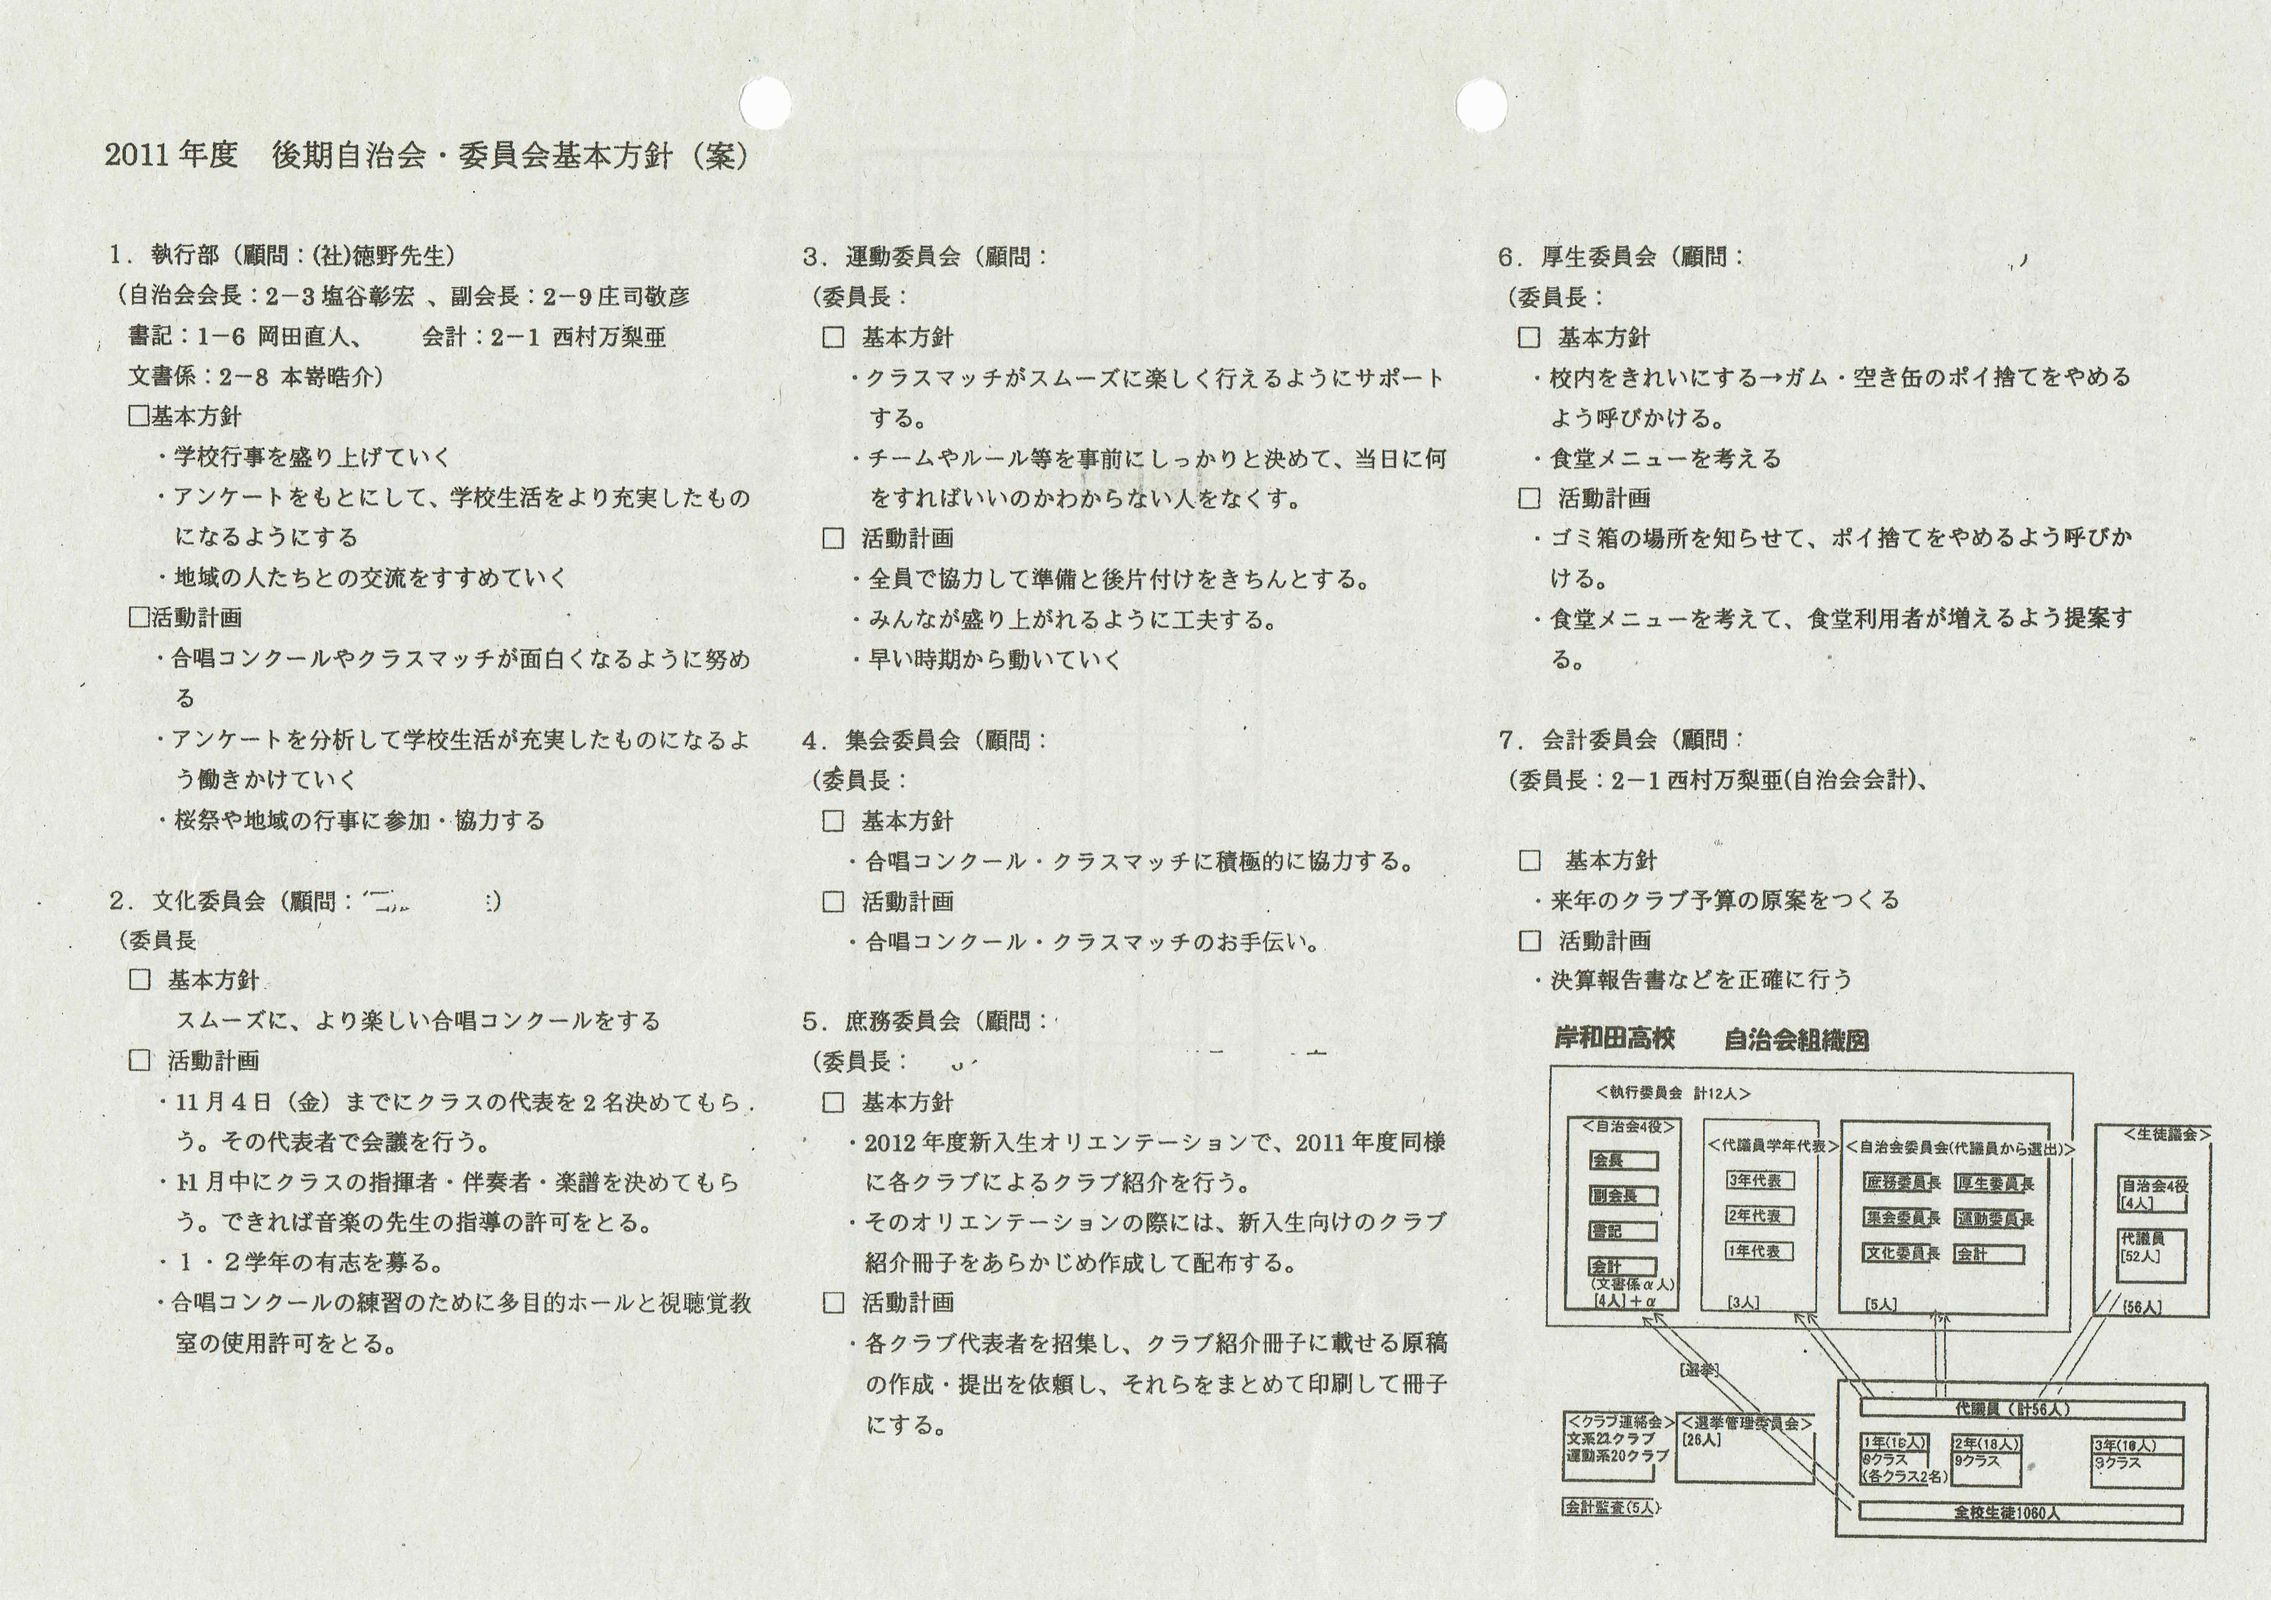 2011年度　後期自治会・委員会基本方針（案）
1．執行部（顧問：(社)徳野先生）
（自治会会長：2－3塩谷彰宏 、副会長：2－9庄司敬彦
書記：1－6 岡田直人、　　会計：2－1 西村万梨亜
文書係：2－8 本嵜晧介）
□基本方針
・学校行事を盛り上げていく
・アンケートをもとにして、学校生活をより充実したもの
になるようにする
・地域の人たちとの交流をすすめていく
□活動計画
・合唱コンクールやクラスマッチが面白くなるように努め
る
・アンケートを分析して学校生活が充実したものになるよ
う働きかけていく
・桜祭や地域の行事に参加・協力する
2．文化委員会（顧問：
（委員長
□ 基本方針
スムーズに、より楽しい合唱コンクールをする
□ 活動計画
・11月４日（金）までにクラスの代表を２名決めてもら
う。その代表者で会議を行う。
・11月中にクラスの指揮者・伴奏者・楽譜を決めてもら
う。できれば音楽の先生の指導の許可をとる。
・１・２学年の有志を募る。
・合唱コンクールの練習のために多目的ホールと視聴覚教
室の使用許可をとる。
3．運動委員会（顧問：
（委員長：
□ 基本方針
・クラスマッチがスムーズに楽しく行えるようにサポート
する。
・チームやルール等を事前にしっかりと決めて、当日に何
をすればいいのかわからない人をなくす。
□ 活動計画
・全員で協力して準備と後片付けをきちんとする。
・みんなが盛り上がれるように工夫する。
・早い時期から動いていく
4．集会委員会（顧問：
（委員長：
□ 基本方針
・合唱コンクール・クラスマッチに積極的に協力する。
□ 活動計画
・合唱コンクール・クラスマッチのお手伝い。
5．庶務委員会（顧問：
（委員長：
□ 基本方針
・2012年度新入生オリエンテーションで、2011年度同様
に各クラブによるクラブ紹介を行う。
・そのオリエンテーションの際には、新入生向けのクラブ
紹介冊子をあらかじめ作成して配布する。
□ 活動計画
・各クラブ代表者を招集し、クラブ紹介冊子に載せる原稿
の作成・提出を依頼し、それらをまとめて印刷して冊子
にする。
6．厚生委員会（顧問：
（委員長：
□ 基本方針
・校内をきれいにする→ガム・空き缶のポイ捨てをやめる
よう呼びかける。
・食堂メニューを考える
□ 活動計画
・ゴミ箱の場所を知らせて、ポイ捨てをやめるよう呼びか
ける。
・食堂メニューを考えて、食堂利用者が増えるよう提案す
る。
7．会計委員会（顧問：
（委員長：2－1西村万梨亜(自治会会計)、
□ 基本方針
・来年のクラブ予算の原案をつくる
□ 活動計画
・決算報告書などを正確に行う
岸和田高校　　自治会組織図
＜執行委員会 計12人＞
＜自治会4役＞
会長
副会長
書記
会計
(文書係α人)
[4人]＋α
＜代議員学年代表＞
3年代表
2年代表
1年代表
[3人]
＜自治会委員会(代議員から選出)＞
庶務委員長 厚生委員長
集会委員長 運動委員長
文化委員長 会計
[5人]
＜生徒議会＞
自治会4役
[4人]
代議員
[52人]
[56人]
[選挙]
＜クラブ連絡会＞
文系22クラブ
運動系20クラブ
＜選挙管理委員会＞
[26人]
会計監査(5人)
代議員（計56人）
1年(16人)
クラス
(各クラス2名)
2年(18人)
9クラス
3年(18人)
クラス
全校生徒1060人